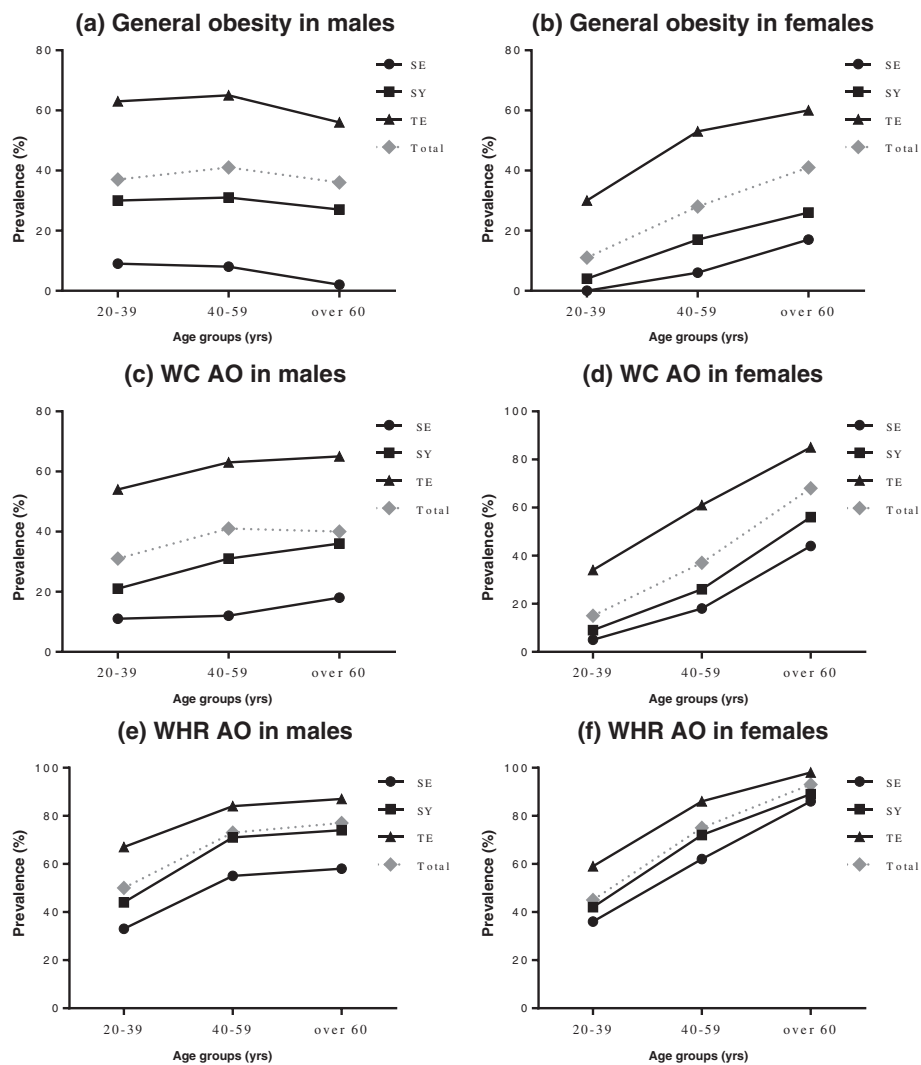 (a) General obesity in males
80
60
40
20
0
Prevalence (%)
20-39
40-59
over 60
Age groups (yrs)
SE
SY
TE
Total
(b) General obesity in females
80
60
40
20
0
Prevalence (%)
20-39
40-59
over 60
Age groups (yrs)
SE
SY
TE
Total
(c) WC AO in males
80
60
40
20
0
Prevalence (%)
20-39
40-59
over 60
Age groups (yrs)
SE
SY
TE
Total
(d) WC AO in females
100
80
60
40
20
0
Prevalence (%)
20-39
40-59
over 60
Age groups (yrs)
SE
SY
TE
Total
(e) WHR AO in males
100
80
60
40
20
0
Prevalence (%)
20-39
40-59
over 60
Age groups (yrs)
SE
SY
TE
Total
(f) WHR AO in females
100
80
60
40
20
0
Prevalence (%)
20-39
40-59
over 60
Age groups (yrs)
SE
SY
TE
Total